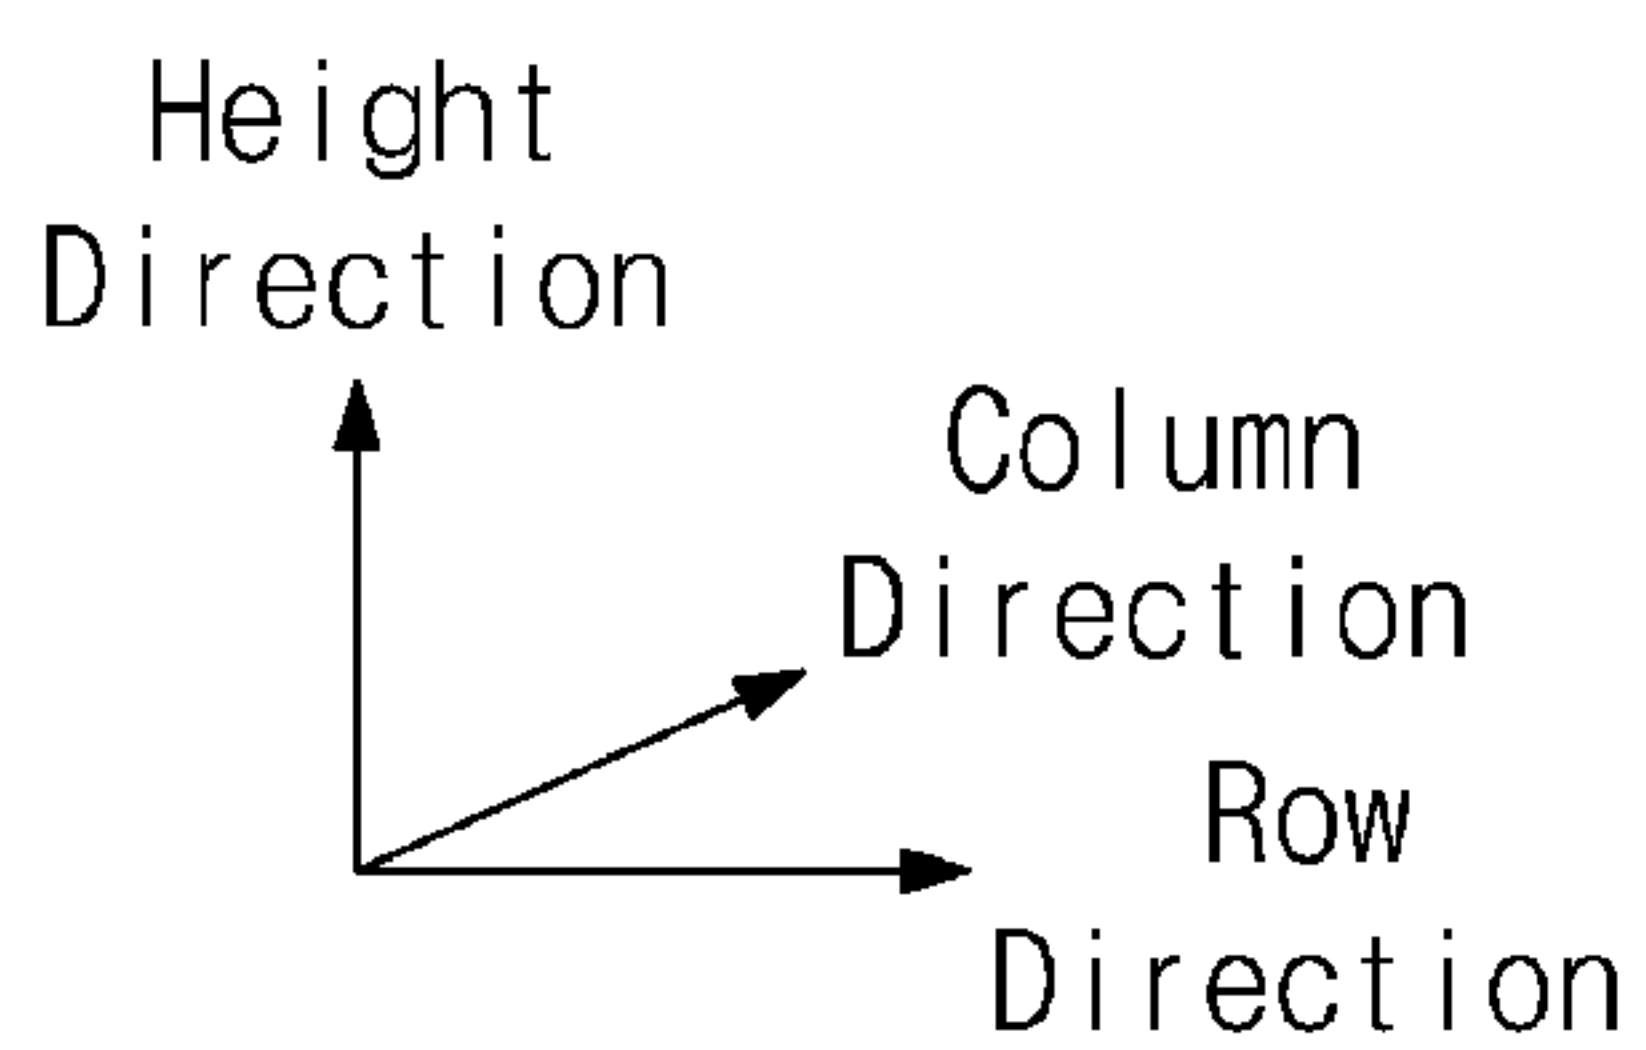 Height
Direction
Column
Direction
Row
Direction